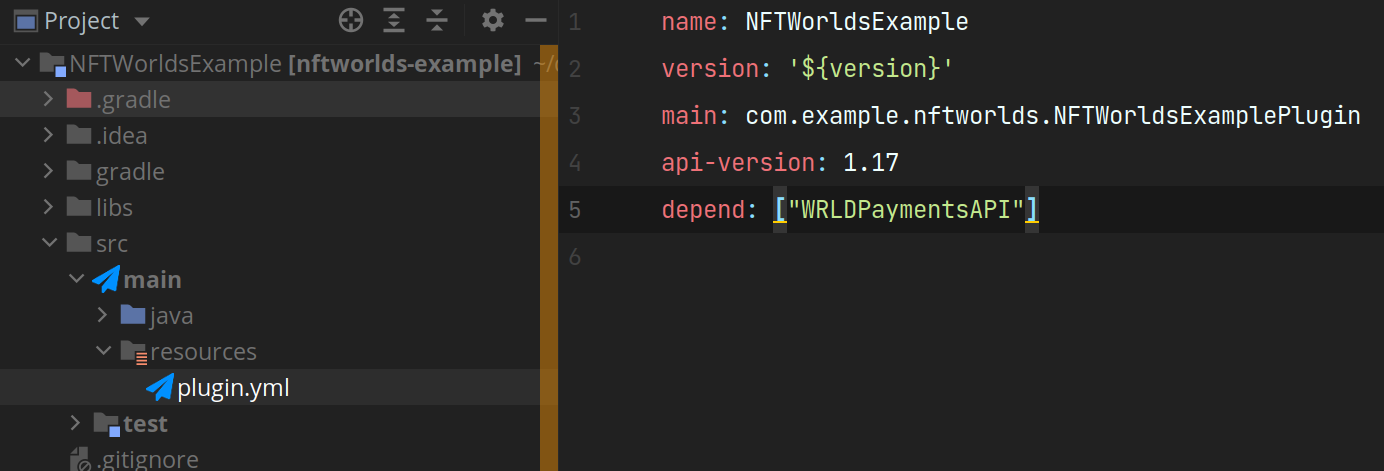 Project
NFTWorldsExample [nftworlds-example] ~/
.gradle
.idea
gradle
libs
src
main
java
resources
plugin.yml
test
.gitignore
1 name: NFTWorldsExample
2 version: '${version}'
3 main: com.example.nftworlds.NFTWorldsExamplePlugin
4 api-version: 1.17
5 depend: ["WRLDPaymentsAPI"]
6